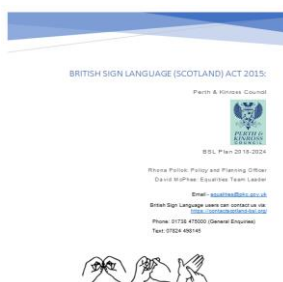 BRITISH SIGN LANGUAGE (SCOTLAND) ACT 2015:
Perth & Kinross Council
PERTH &
KINROSS
COUNCIL
BSL Plan 2018-2024
Rhona Pollok: Policy and Planning Officer
David McPhee: Equalities Team Leader
Email - equalities@pkc.gov.uk
British Sign Language users can contact us via:
https://contactscotland-bsl.org/
Phone: 01738 475000 (General Enquiries)
Text: 07824 498145